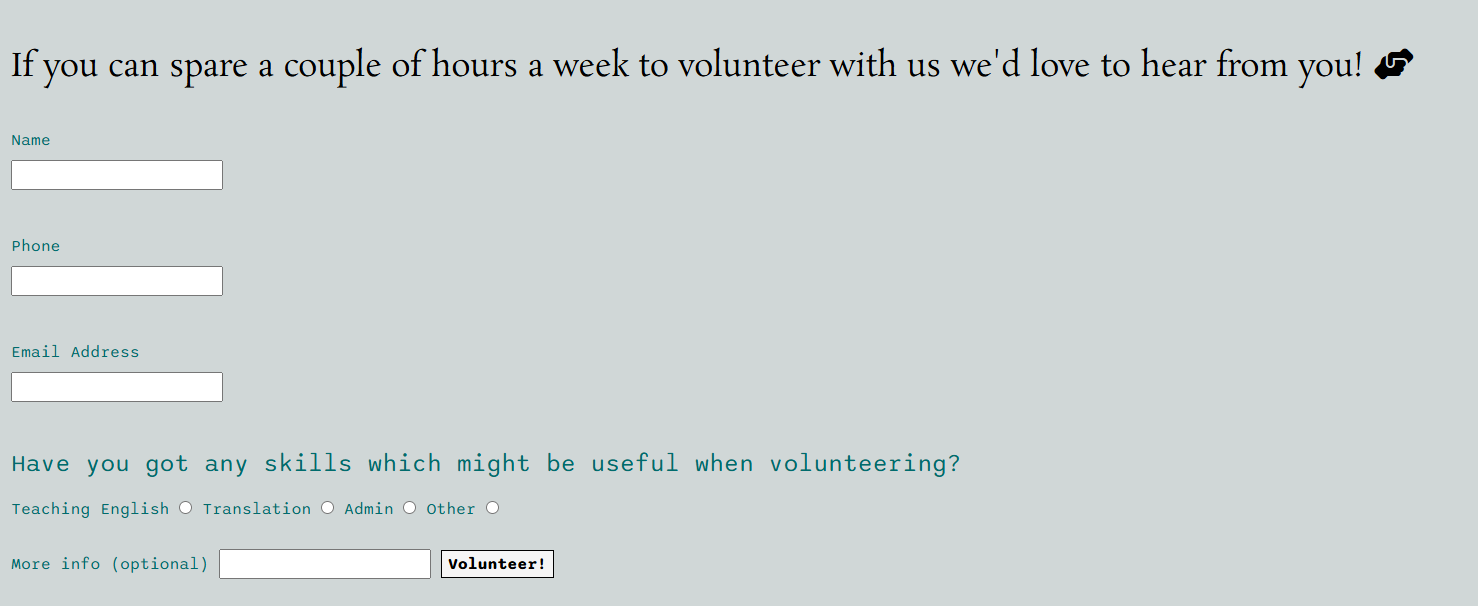 If you can spare a couple of hours a week to volunteer with us we'd love to hear from you!
Name
Phone
Email Address
Have you got any skills which might be useful when volunteering?
Teaching English Translation Admin Other
More info (optional) Volunteer!